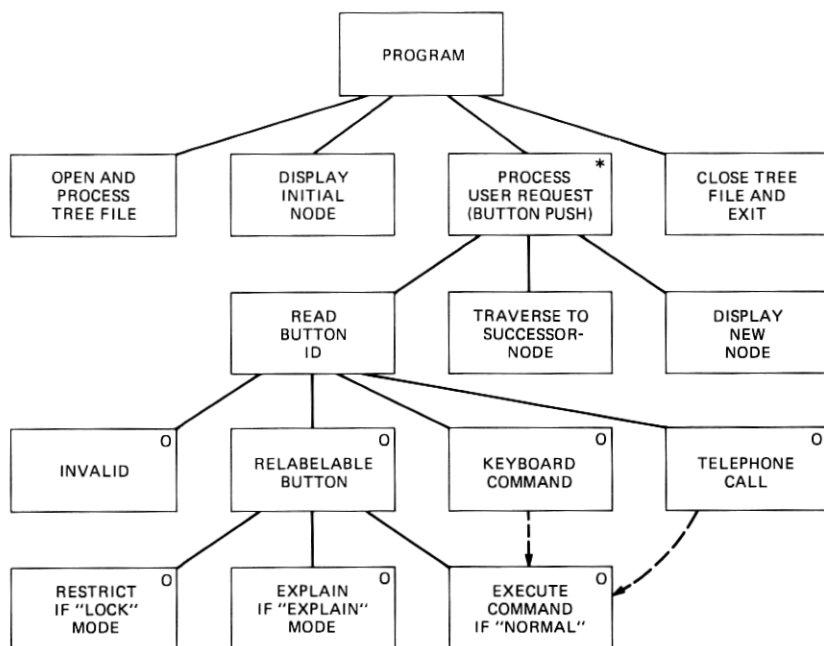 PROGRAM
OPEN AND
PROCESS
TREE FILE
DISPLAY
INITIAL
NODE
*
PROCESS
USER REQUEST
(BUTTON PUSH)
CLOSE TREE
FILE AND
EXIT
READ
BUTTON
ID
TRAVERSE TO
SUCCESSOR-
NODE
DISPLAY
NEW
NODE
O
INVALID
O
RELABELABLE
BUTTON
O
KEYBOARD
COMMAND
O
TELEPHONE
CALL
O
RESTRICT
IF "LOCK"
MODE
O
EXPLAIN
IF "EXPLAIN"
MODE
O
EXECUTE
COMMAND
IF "NORMAL"